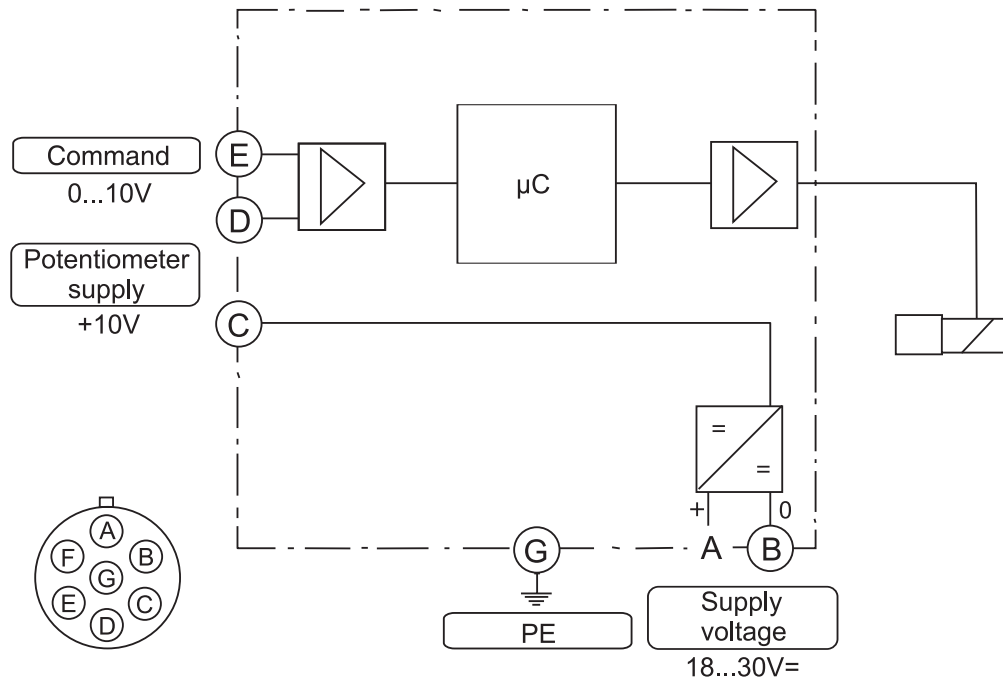 E
Command
0...10V
µC
D
Potentiometer
supply
+10V
C
=
=
+
0
A
F
B
G
E
C
D
G
A
B
PE
Supply
voltage
18...30V=